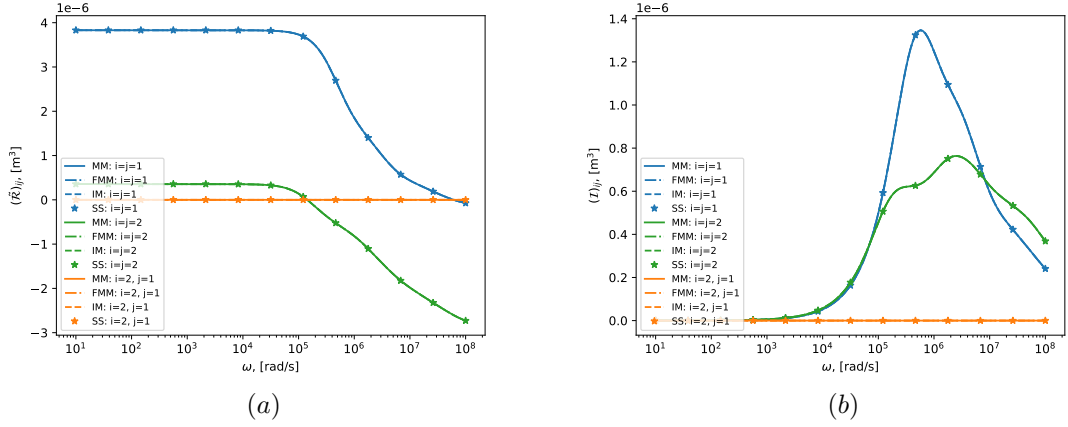 1e−6
4
3
2
1
0
−1
−2
−3
(R̃)ij, [m³]
MM: i=j=1
FMM: i=j=1
IM: i=j=1
SS: i=j=1
MM: i=j=2
FMM: i=j=2
IM: i=j=2
SS: i=j=2
MM: i=2, j=1
FMM: i=2, j=1
IM: i=2, j=1
SS: i=2, j=1
10¹ 10² 10³ 10⁴ 10⁵ 10⁶ 10⁷ 10⁸
ω, [rad/s]
(a)
1e−6
1.4
1.2
1.0
0.8
0.6
0.4
0.2
0.0
(I)ij, [m³]
MM: i=j=1
FMM: i=j=1
IM: i=j=1
SS: i=j=1
MM: i=j=2
FMM: i=j=2
IM: i=j=2
SS: i=j=2
MM: i=2, j=1
FMM: i=2, j=1
IM: i=2, j=1
SS: i=2, j=1
10¹ 10² 10³ 10⁴ 10⁵ 10⁶ 10⁷ 10⁸
ω, [rad/s]
(b)